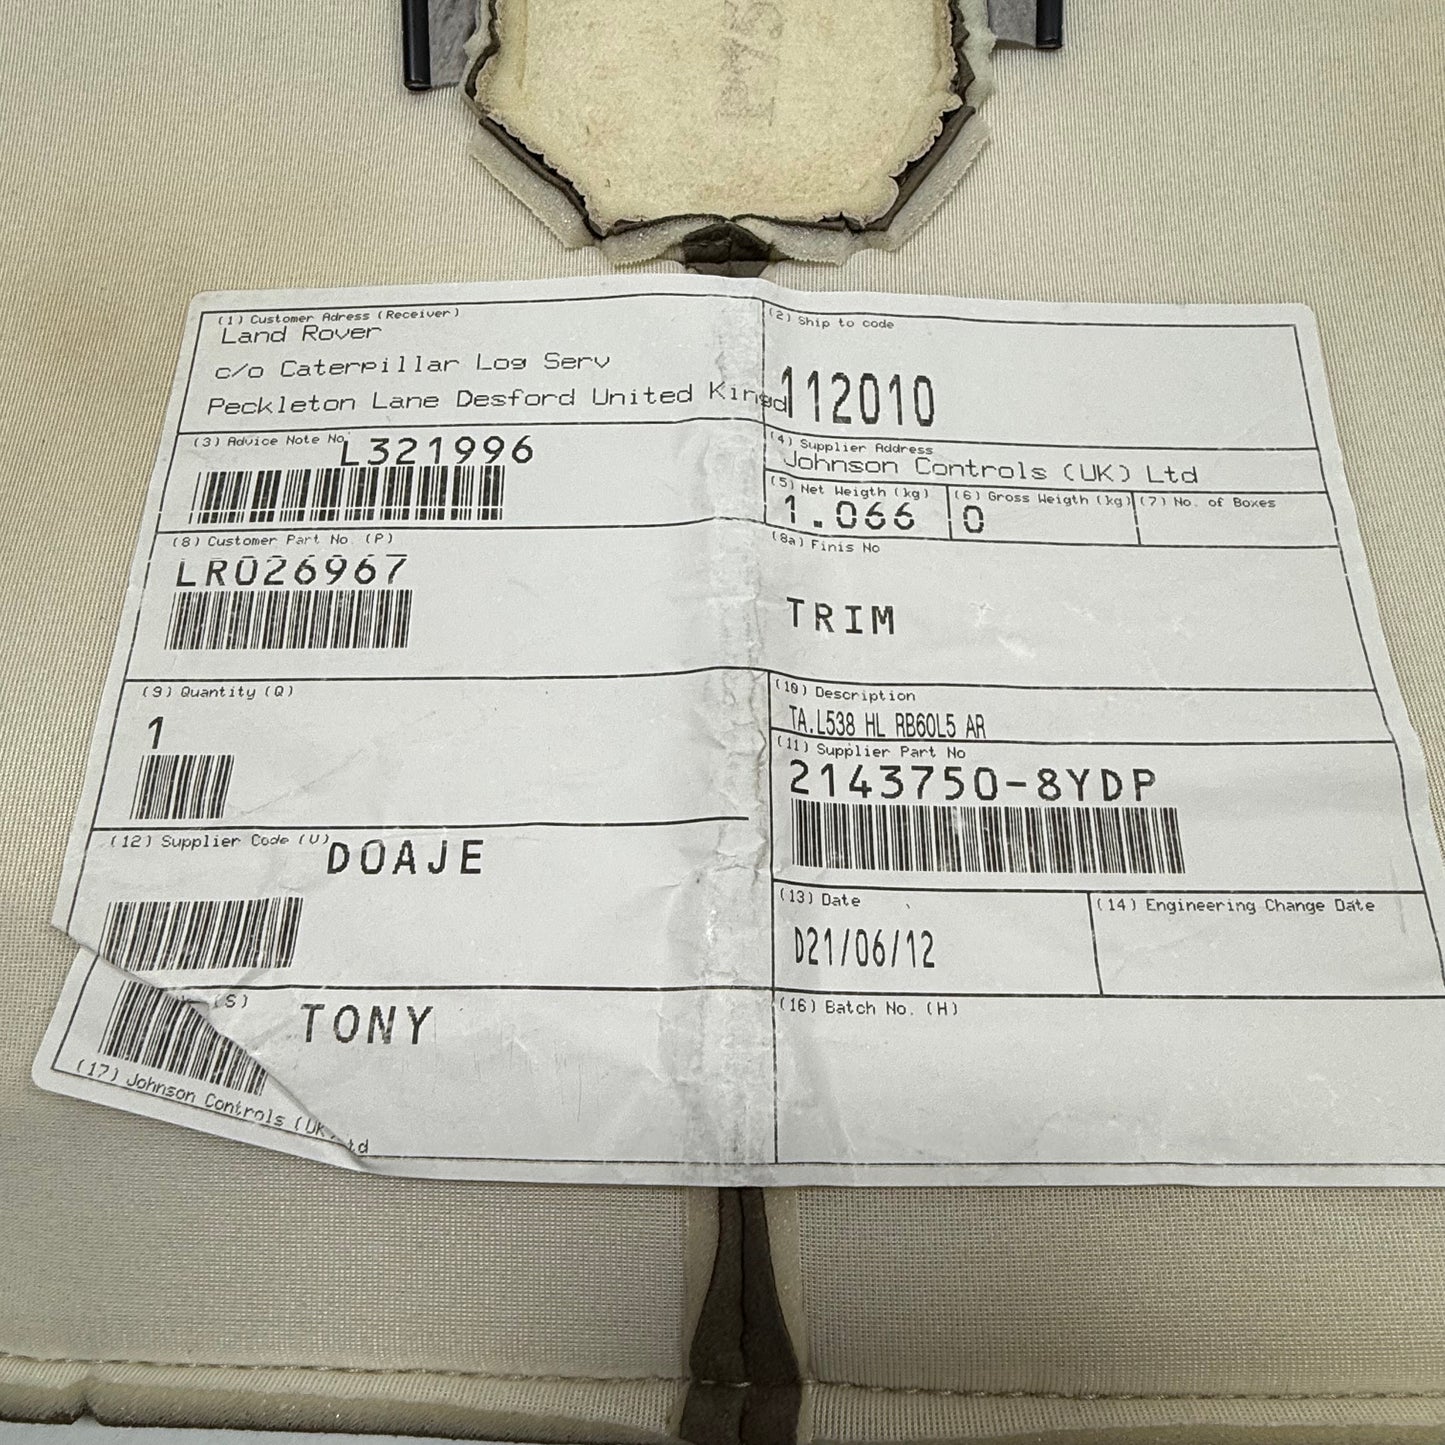 (1) Customer Adress (Receiver)
Land Rover
c/o Caterpillar Log Serv
Peckleton Lane Desford United Kingd
(2) Ship to code
112010
(3) Advice Note No
L321996
(4) Supplier Address
Johnson Controls (UK) Ltd
(5) Net Weigth (kg)
1.066
(6) Gross Weigth (kg)
0
(7) No. of Boxes
(8) Customer Part No. (P)
LR026967
(8a) Finis No
TRIM
(9) Quantity (Q)
1
(10) Description
TA.L538 HL RB60L5 AR
(11) Supplier Part No
2143750-8YDP
(12) Supplier Code (U)
DOAJE
(13) Date
D21/06/12
(14) Engineering Change Date
(S)
TONY
(16) Batch No. (H)
(17) Johnson Controls (UK td